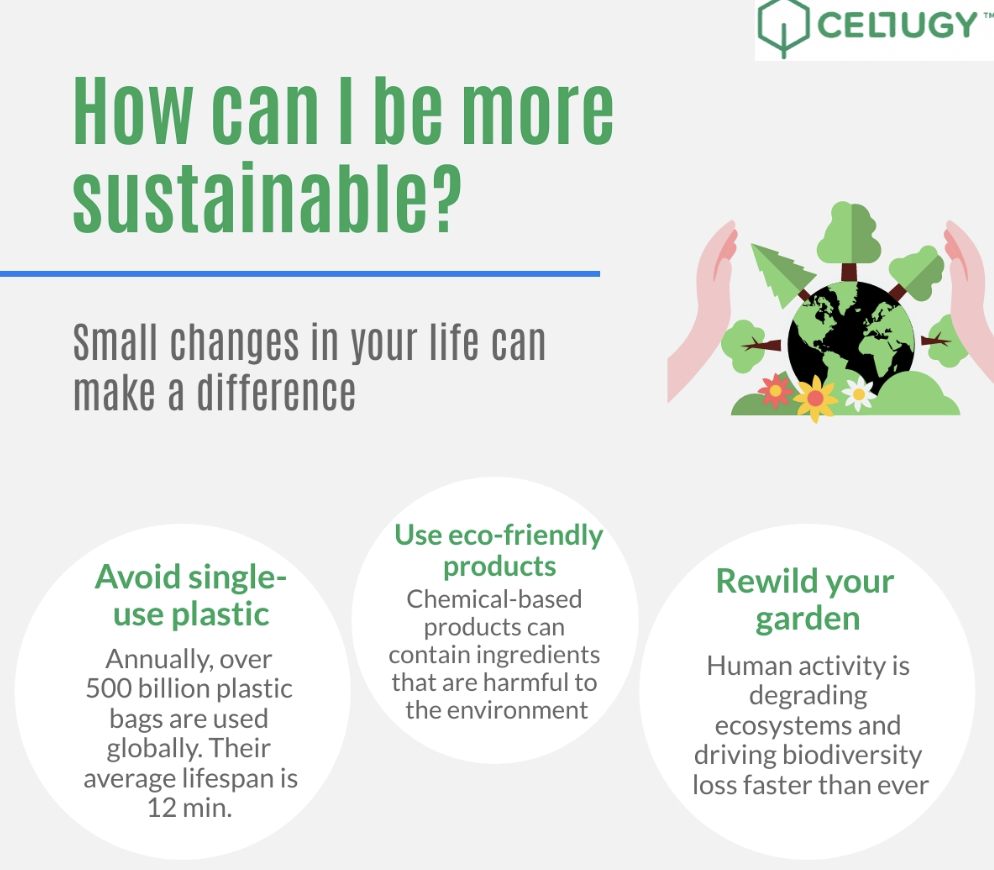 CELLUGY™
How can I be more
sustainable?
Small changes in your life can
make a difference
Avoid single-
use plastic
Annually, over
500 billion plastic
bags are used
globally. Their
average lifespan is
12 min.
Use eco-friendly
products
Chemical-based
products can
contain ingredients
that are harmful to
the environment
Rewild your
garden
Human activity is
degrading
ecosystems and
driving biodiversity
loss faster than ever